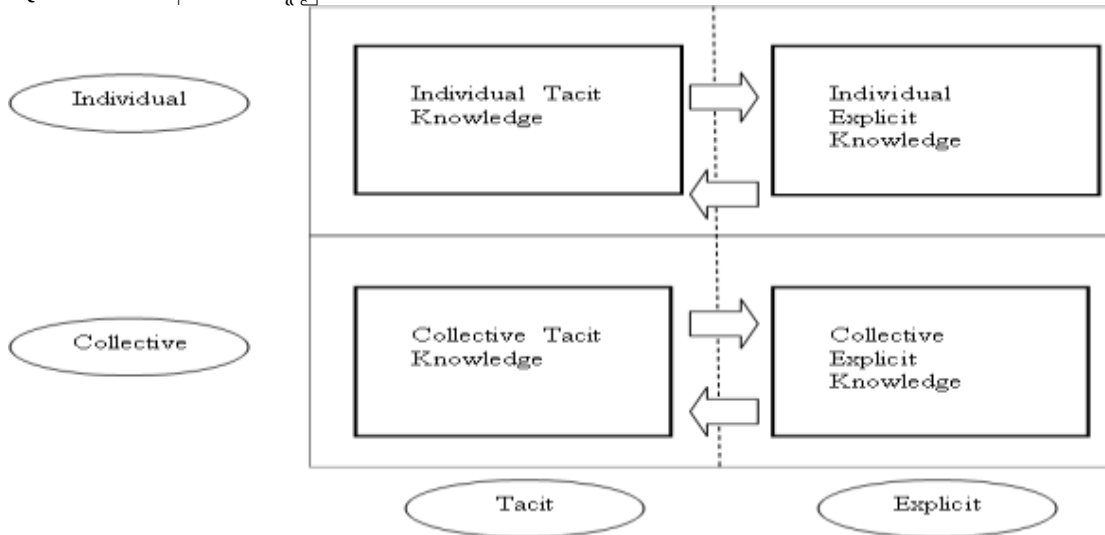 Individual
Individual Tacit
Knowledge
Individual
Explicit
Knowledge
Collective
Collective Tacit
Knowledge
Collective
Explicit
Knowledge
Tacit
Explicit